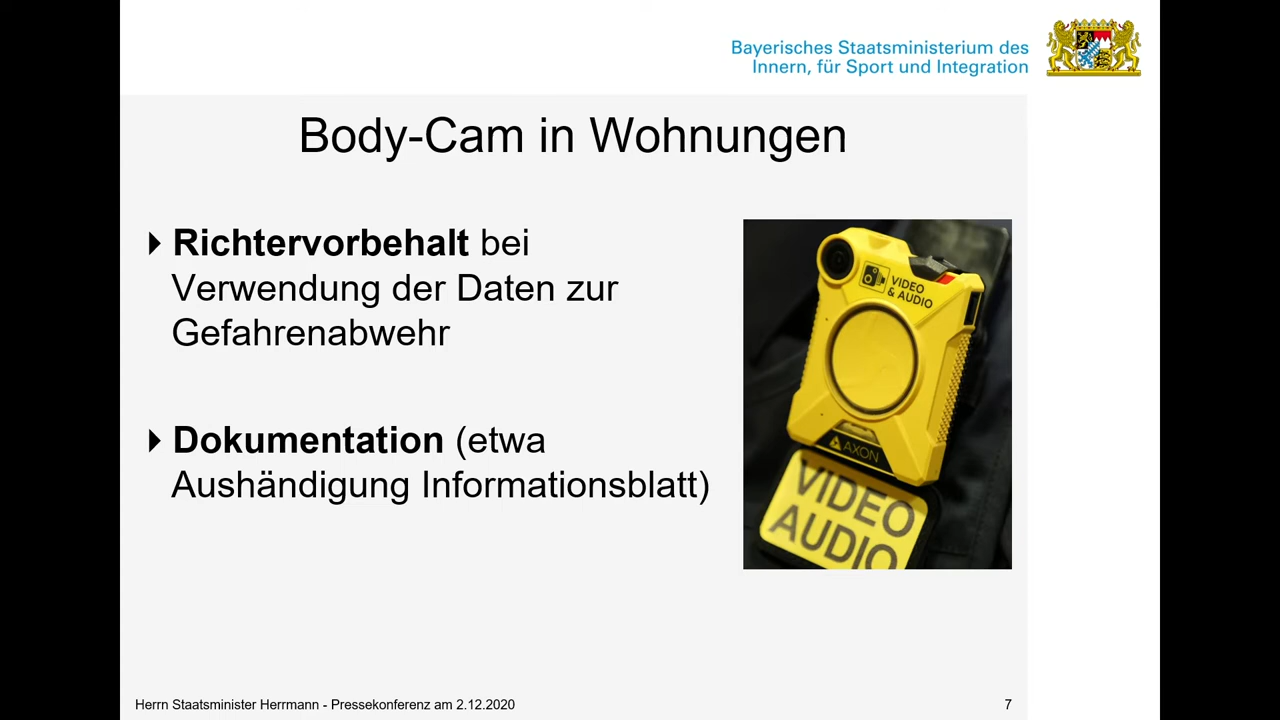 Bayerisches Staatsministerium des
Innern, für Sport und Integration
Body-Cam in Wohnungen
Richtervorbehalt bei
Verwendung der Daten zur
Gefahrenabwehr
Dokumentation (etwa
Aushändigung Informationsblatt)
VIDEO
& AUDIO
AXON
VIDEO
AUDIO
Herrn Staatsminister Herrmann - Pressekonferenz am 2.12.2020
7